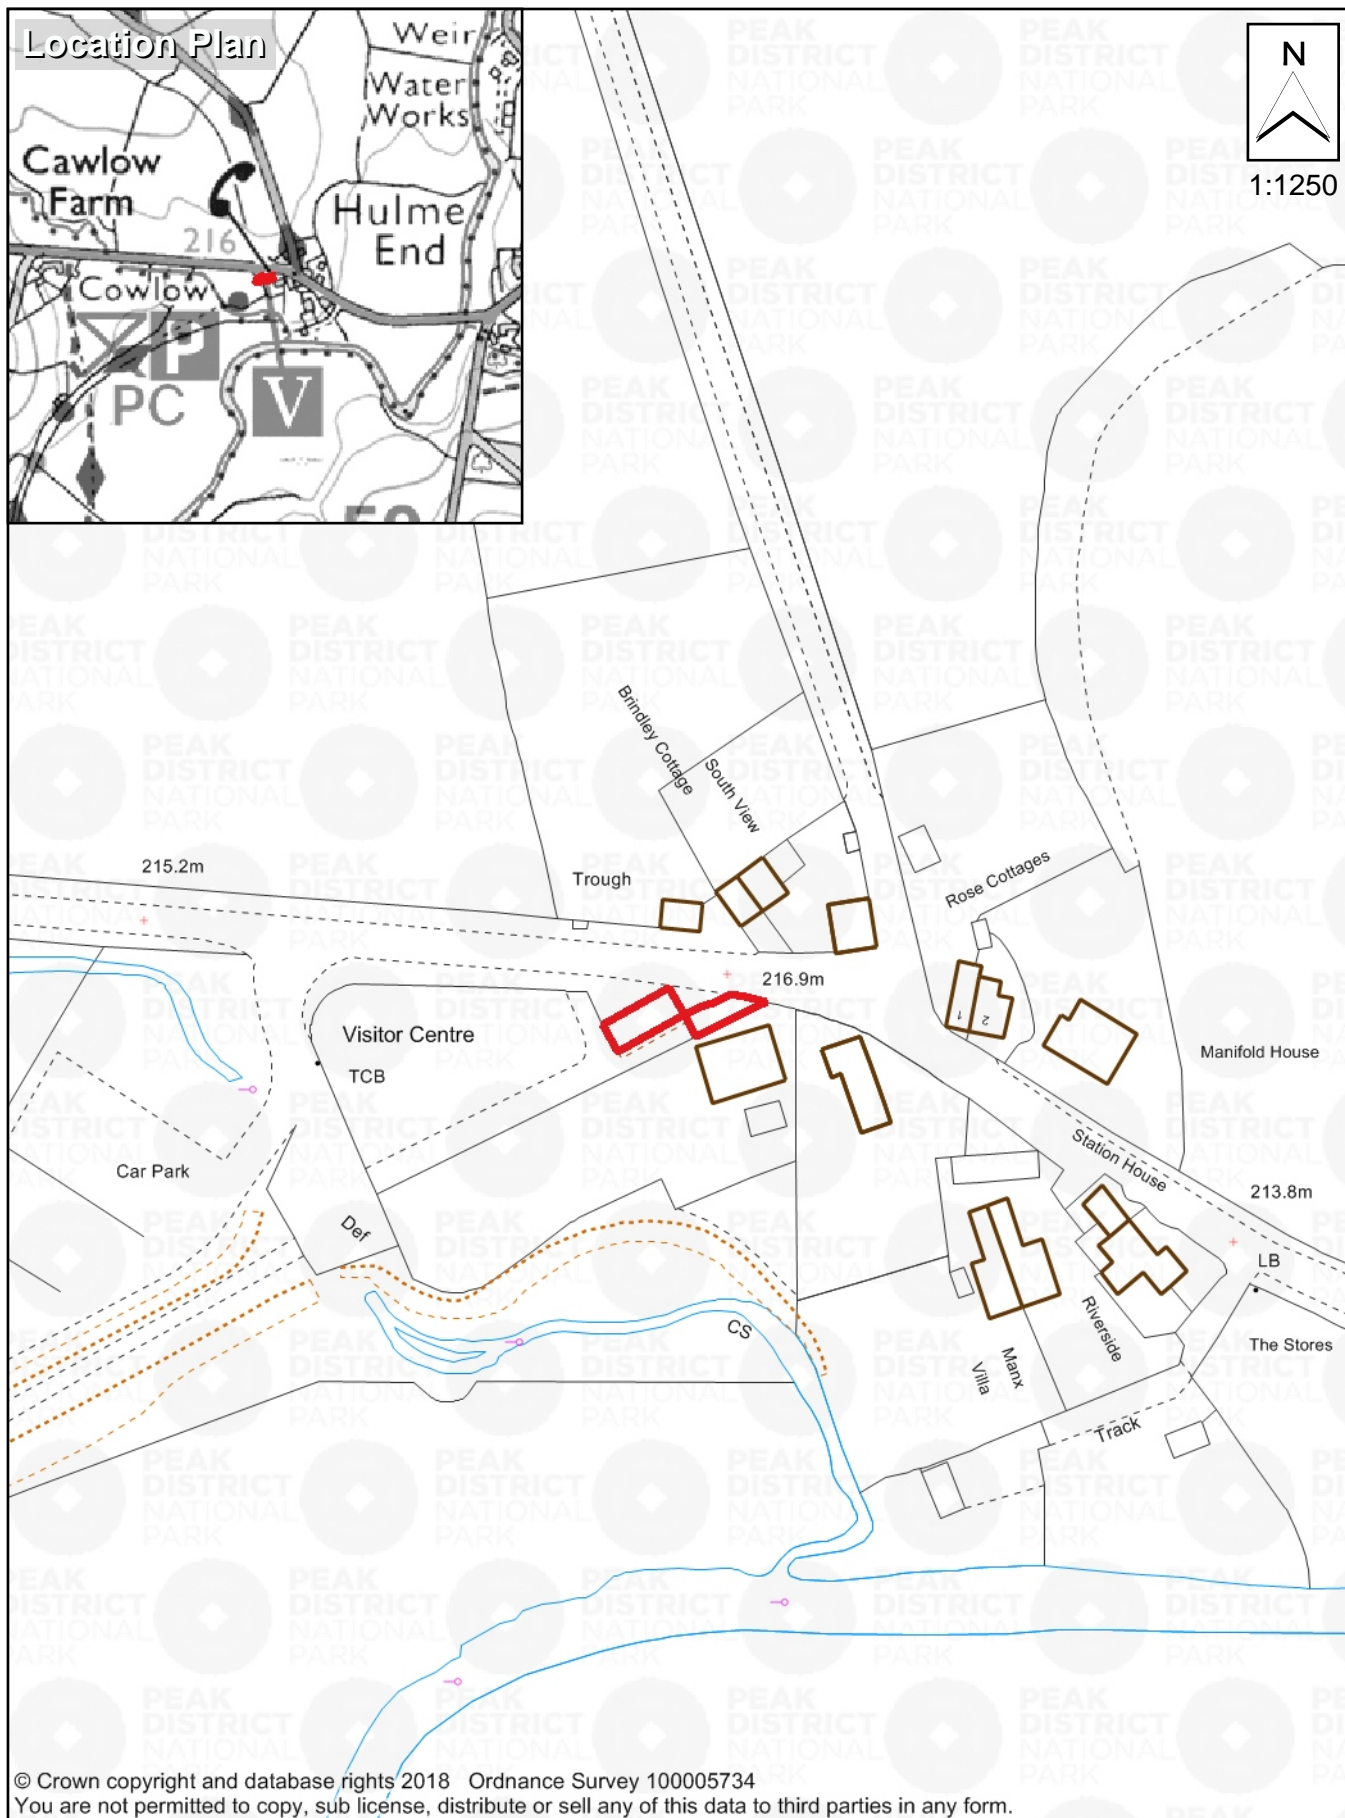 Location Plan
Weir
Water
Works
Cawlow
Farm
216
Hulme
End
Cowlow
P
PC
V
N
1:1250
Brindley Cottage
South View
215.2m
Trough
Rose Cottages
216.9m
1
2
Visitor Centre
TCB
Manifold House
Car Park
Station House
213.8m
Def
LB
CS
Riverside
The Stores
Manx
Villa
Track
PEAK
DISTRICT
NATIONAL
PARK
© Crown copyright and database rights 2018 Ordnance Survey 100005734
You are not permitted to copy, sub license, distribute or sell any of this data to third parties in any form.